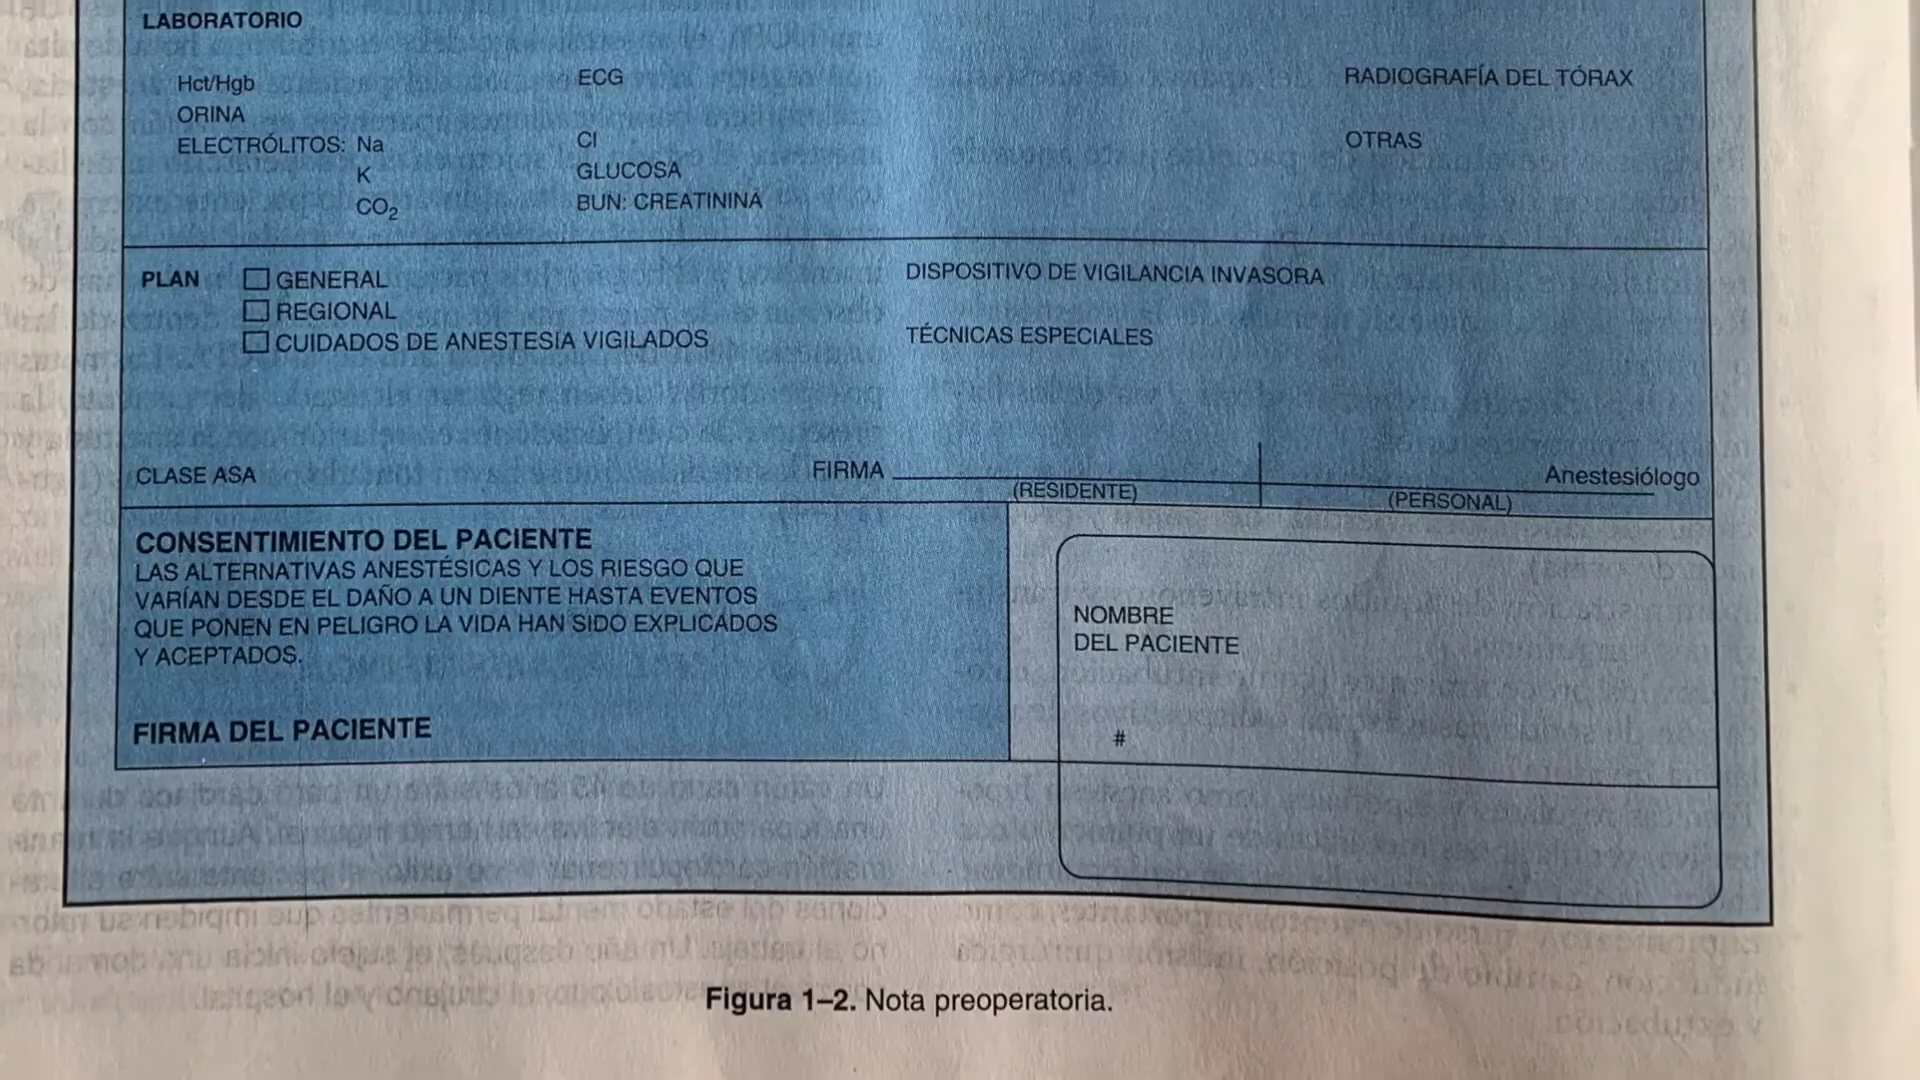 LABORATORIO
Hct/Hgb ECG RADIOGRAFÍA DEL TÓRAX
ORINA
ELECTRÓLITOS: Na Cl OTRAS
K GLUCOSA
CO₂ BUN: CREATININA
PLAN ☐ GENERAL DISPOSITIVO DE VIGILANCIA INVASORA
☐ REGIONAL
☐ CUIDADOS DE ANESTESIA VIGILADOS TÉCNICAS ESPECIALES
CLASE ASA FIRMA Anestesiólogo
(RESIDENTE) (PERSONAL)
CONSENTIMIENTO DEL PACIENTE
LAS ALTERNATIVAS ANESTÉSICAS Y LOS RIESGO QUE
VARÍAN DESDE EL DAÑO A UN DIENTE HASTA EVENTOS
QUE PONEN EN PELIGRO LA VIDA HAN SIDO EXPLICADOS
Y ACEPTADOS.
FIRMA DEL PACIENTE
NOMBRE
DEL PACIENTE
#
Figura 1–2. Nota preoperatoria.